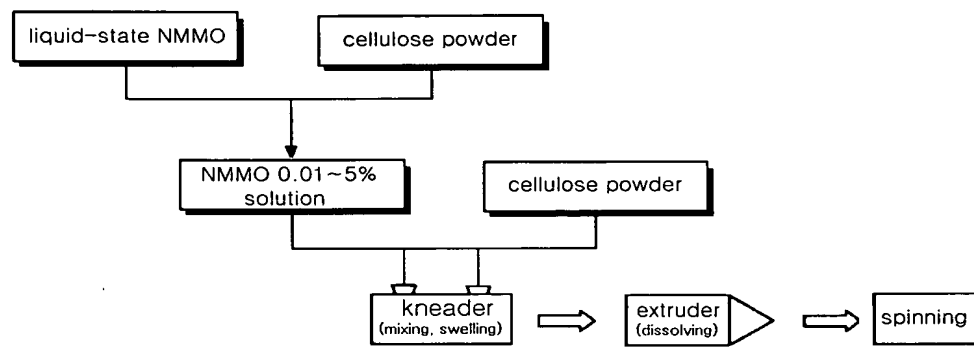 liquid-state NMMO
cellulose powder
NMMO 0.01~5%
solution
cellulose powder
kneader
(mixing, swelling)
extruder
(dissolving)
spinning